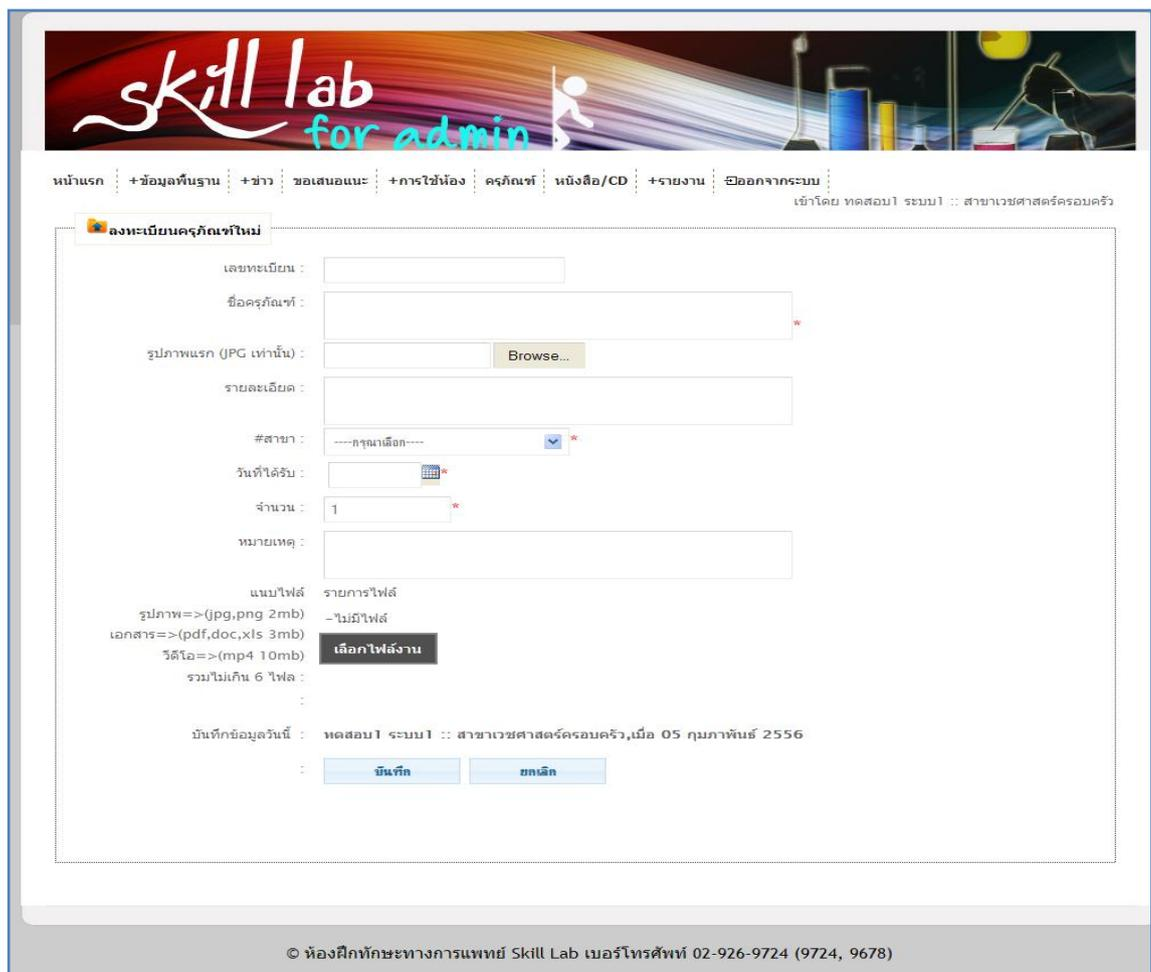 skill lab
for admin
หน้าแรก +ข้อมูลพื้นฐาน +ข่าว ขอเสนอแนะ +การใช้ห้อง ครุภัณฑ์ หนังสือ/CD +รายงาน ออกจากระบบ
เข้าโดย ทดสอบ1 ระบบ1 :: สาขาเวชศาสตร์ครอบครัว
ลงทะเบียนครุภัณฑ์ใหม่
เลขทะเบียน :
ชื่อครุภัณฑ์ : *
รูปภาพแรก (JPG เท่านั้น) : Browse...
รายละเอียด :
#สาขา : ----กรุณาเลือก---- *
วันที่ได้รับ : *
จำนวน : 1 *
หมายเหตุ :
แนบไฟล์ รายการไฟล์
รูปภาพ=>(jpg,png 2mb) -ไม่มีไฟล์
เอกสาร=>(pdf,doc,xls 3mb)
วีดีโอ=>(mp4 10mb) เลือกไฟล์งาน
รวมไม่เกิน 6 ไฟล :
:
บันทึกข้อมูลวันนี้ : ทดสอบ1 ระบบ1 :: สาขาเวชศาสตร์ครอบครัว,เมื่อ 05 กุมภาพันธ์ 2556
: บันทึก ยกเลิก
© ห้องฝึกทักษะทางการแพทย์ Skill Lab เบอร์โทรศัพท์ 02-926-9724 (9724, 9678)